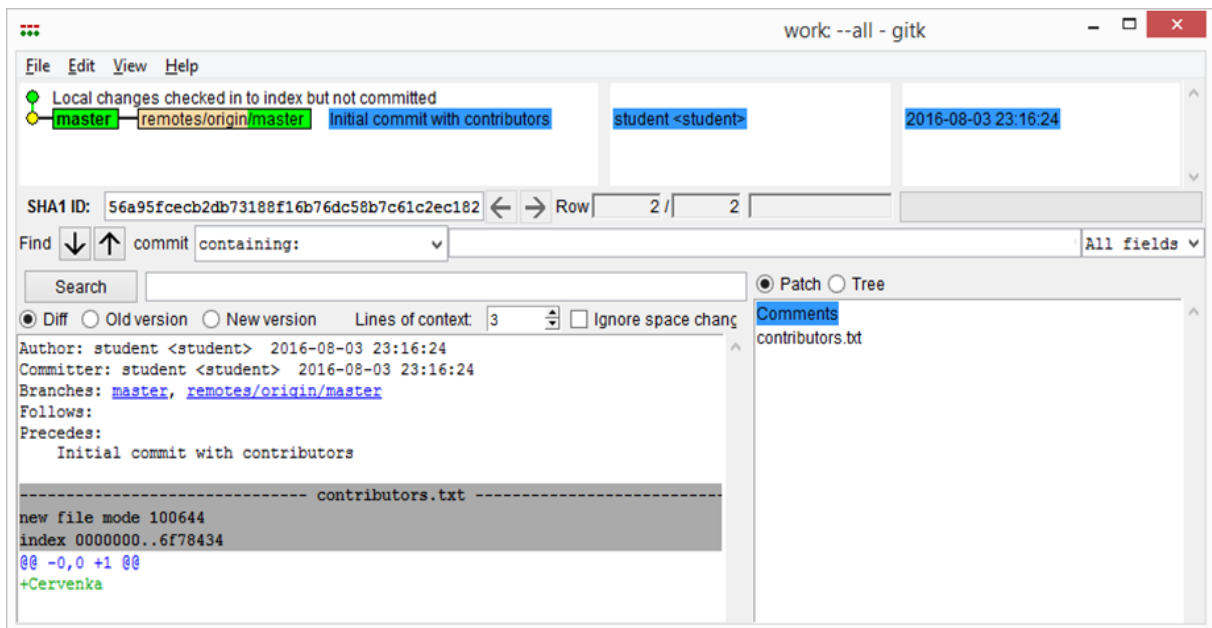 work: --all - gitk
File Edit View Help
Local changes checked in to index but not committed
master remotes/origin/master Initial commit with contributors student <student> 2016-08-03 23:16:24
SHA1 ID: 56a95fcecb2db73188f16b76dc58b7c61c2ec182 Row 2 / 2
Find commit containing: All fields
Search
Patch Tree
Diff Old version New version Lines of context: 3 Ignore space chang
Comments
contributors.txt
Author: student <student> 2016-08-03 23:16:24
Committer: student <student> 2016-08-03 23:16:24
Branches: master, remotes/origin/master
Follows:
Precedes:
Initial commit with contributors
------------------------------- contributors.txt ---------------------------
new file mode 100644
index 0000000..6f78434
@@ -0,0 +1 @@
+Cervenka